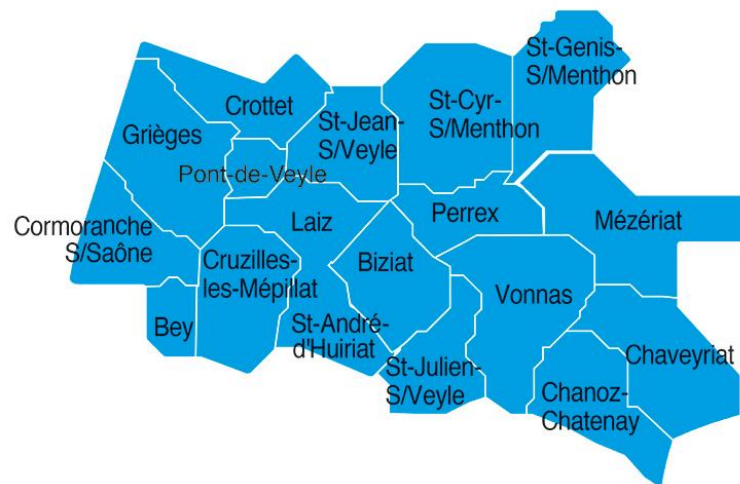 St-Genis-
S/Menthon
Crottet
St-Jean-
S/Veyle
St-Cyr-
S/Menthon
Grièges
Pont-de-Veyle
Cormoranche
S/Saône
Laiz
Perrex
Mézériat
Cruzilles-
les-Mépillat
Biziat
Vonnas
Bey
St-André-
d'Huiriat
St-Julien-
S/Veyle
Chaveyriat
Chanoz-
Chatenay